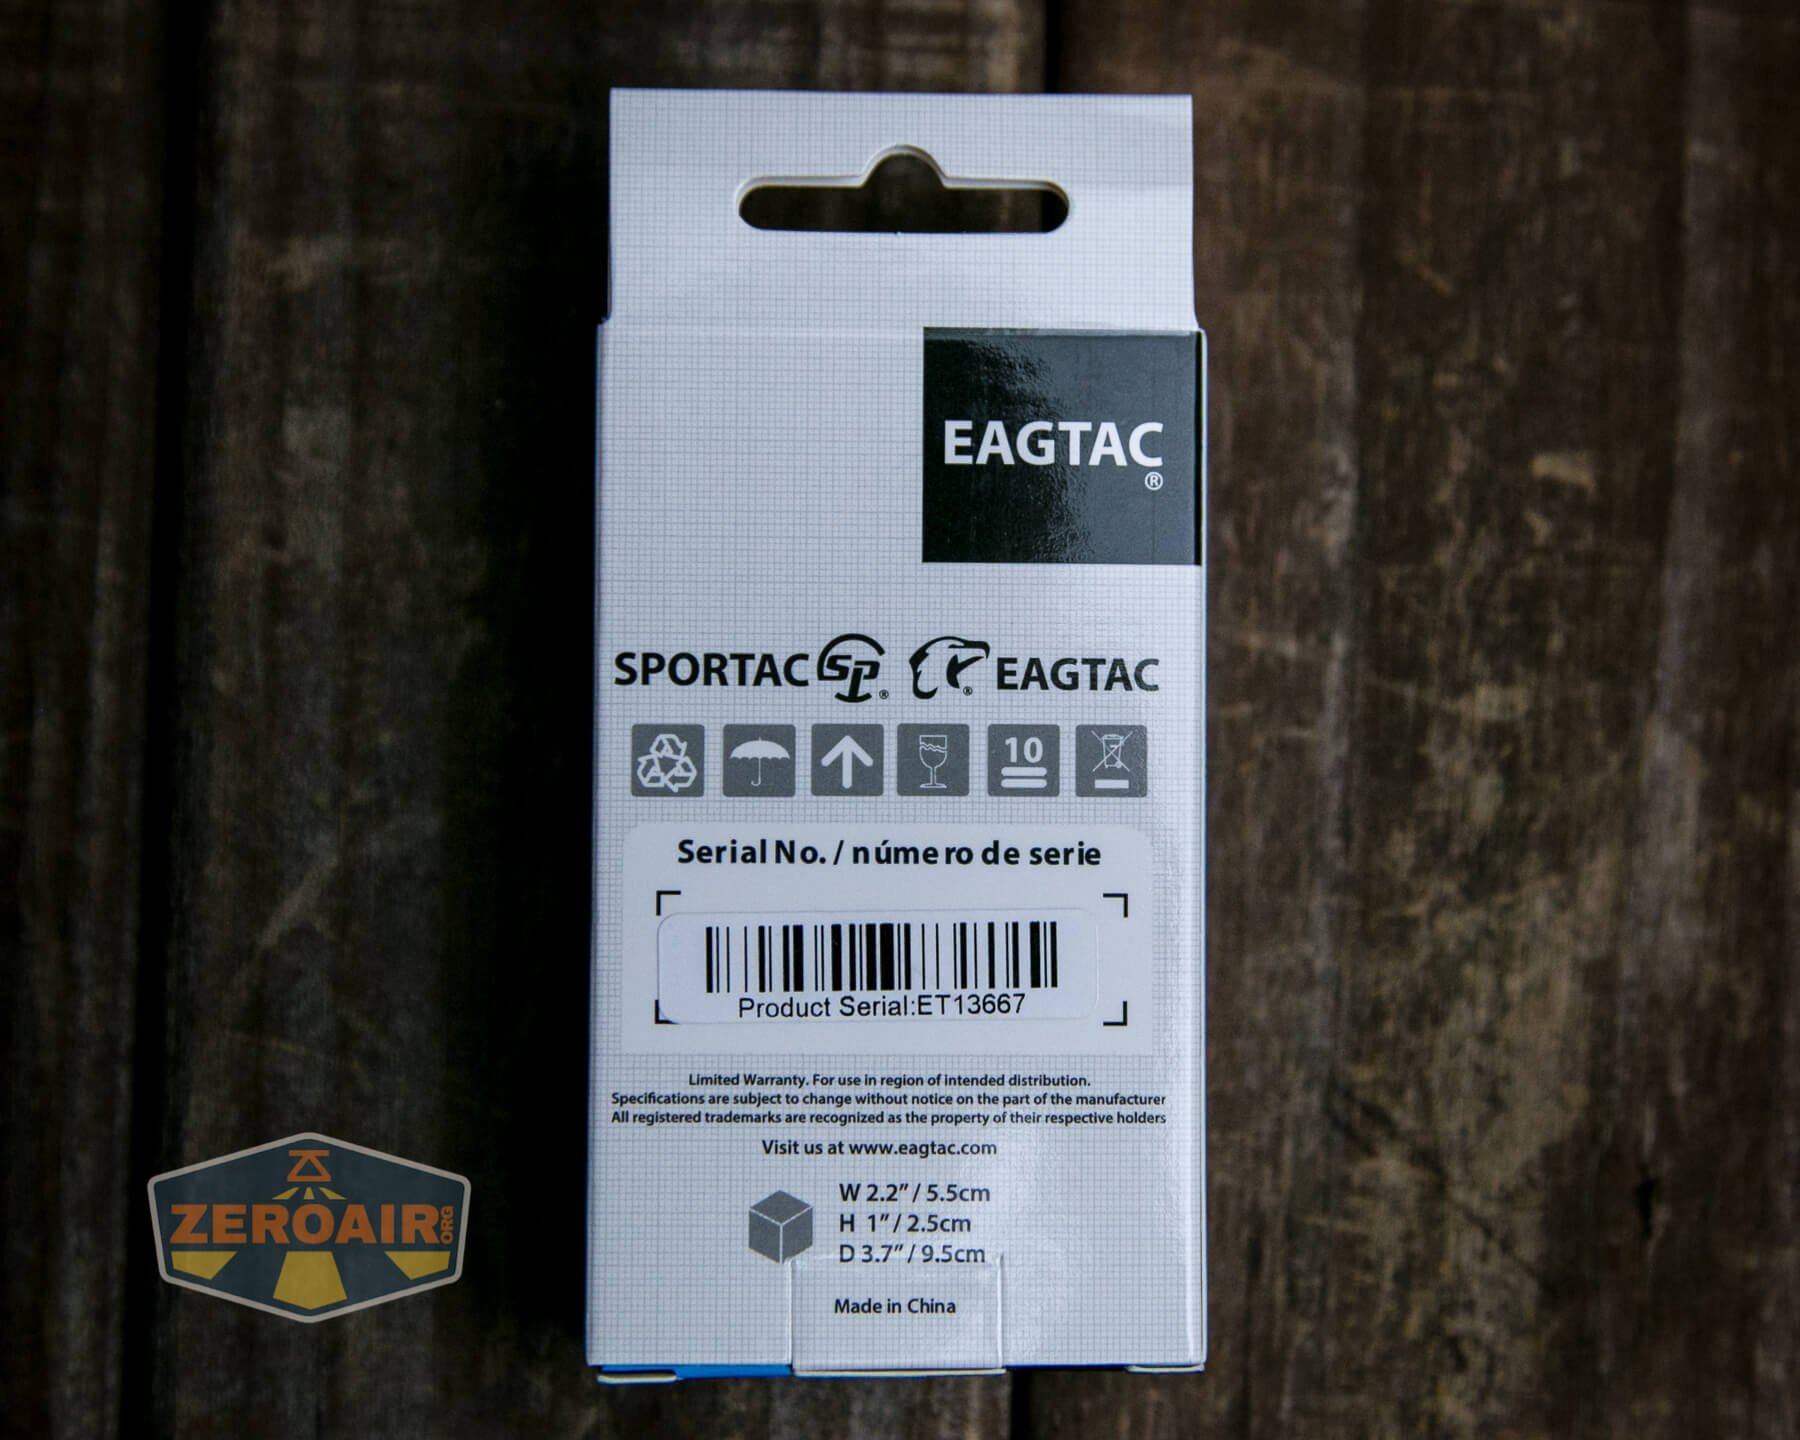 EAGTAC
®
SPORTAC SP® ® EAGTAC
10
Serial No. / número de serie
Product Serial:ET13667
Limited Warranty. For use in region of intended distribution.
Specifications are subject to change without notice on the part of the manufacturer
All registered trademarks are recognized as the property of their respective holders
Visit us at www.eagtac.com
W 2.2” / 5.5cm
H 1” / 2.5cm
D 3.7” / 9.5cm
Made in China
ZEROAIR.ORG